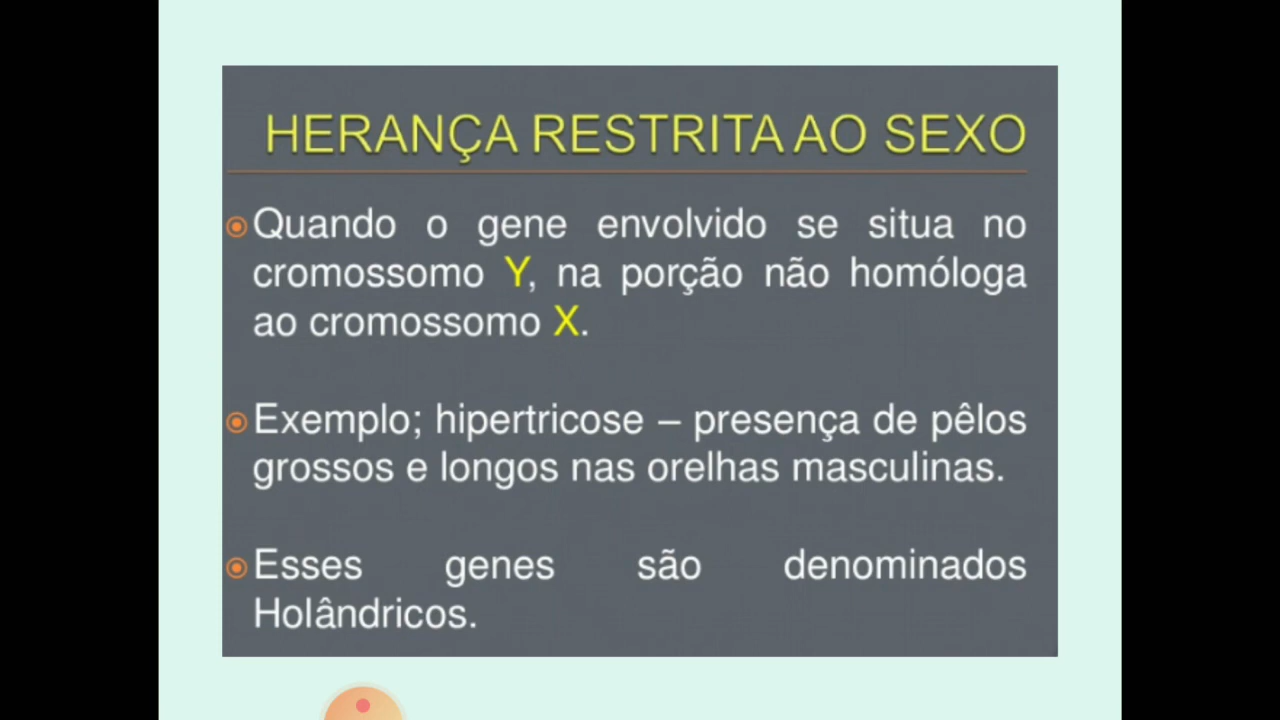 HERANÇA RESTRITA AO SEXO
Quando o gene envolvido se situa no
cromossomo Y, na porção não homóloga
ao cromossomo X.
Exemplo; hipertricose – presença de pêlos
grossos e longos nas orelhas masculinas.
Esses genes são denominados
Holândricos.